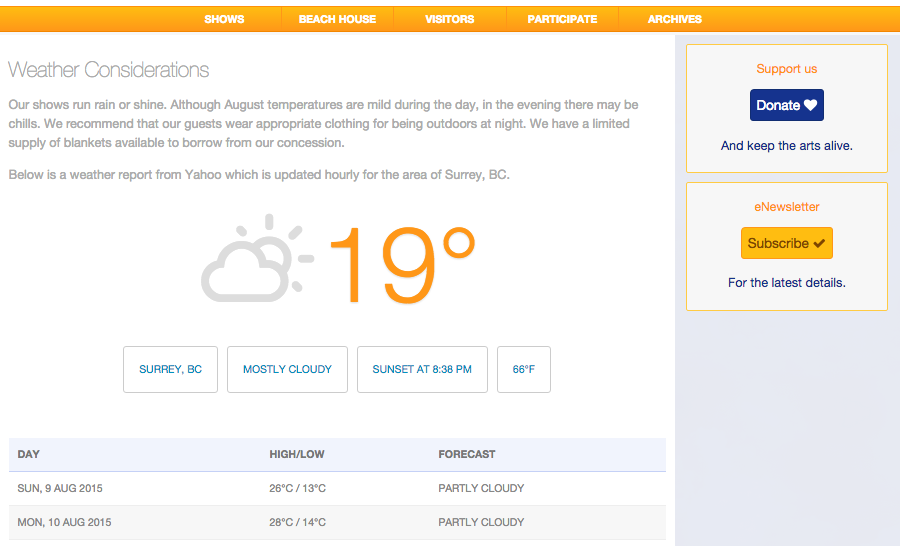 SHOWS BEACH HOUSE VISITORS PARTICIPATE ARCHIVES
Weather Considerations
Our shows run rain or shine. Although August temperatures are mild during the day, in the evening there may be
chills. We recommend that our guests wear appropriate clothing for being outdoors at night. We have a limited
supply of blankets available to borrow from our concession.
Below is a weather report from Yahoo which is updated hourly for the area of Surrey, BC.
19°
SURREY, BC MOSTLY CLOUDY SUNSET AT 8:38 PM 66°F
DAY HIGH/LOW FORECAST
SUN, 9 AUG 2015 26°C / 13°C PARTLY CLOUDY
MON, 10 AUG 2015 28°C / 14°C PARTLY CLOUDY
Support us
Donate
And keep the arts alive.
eNewsletter
Subscribe
For the latest details.